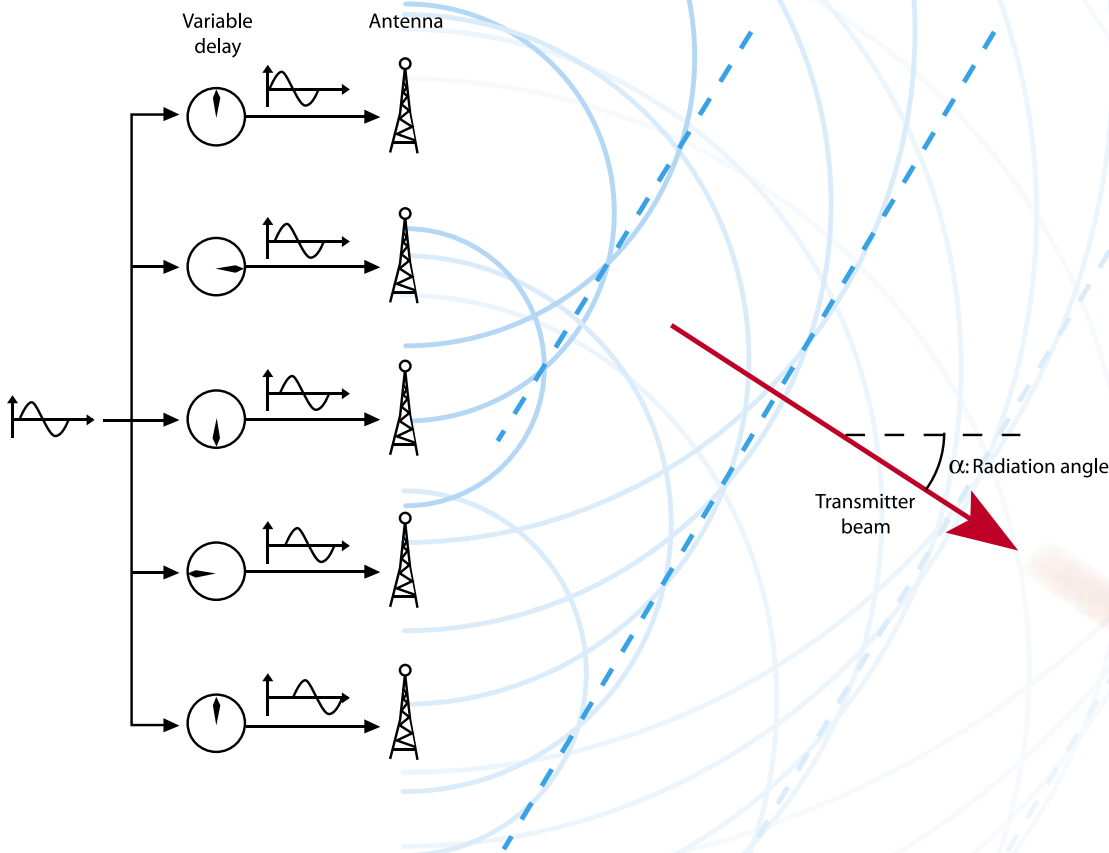 Variable
delay
Antenna
α: Radiation angle
Transmitter
beam